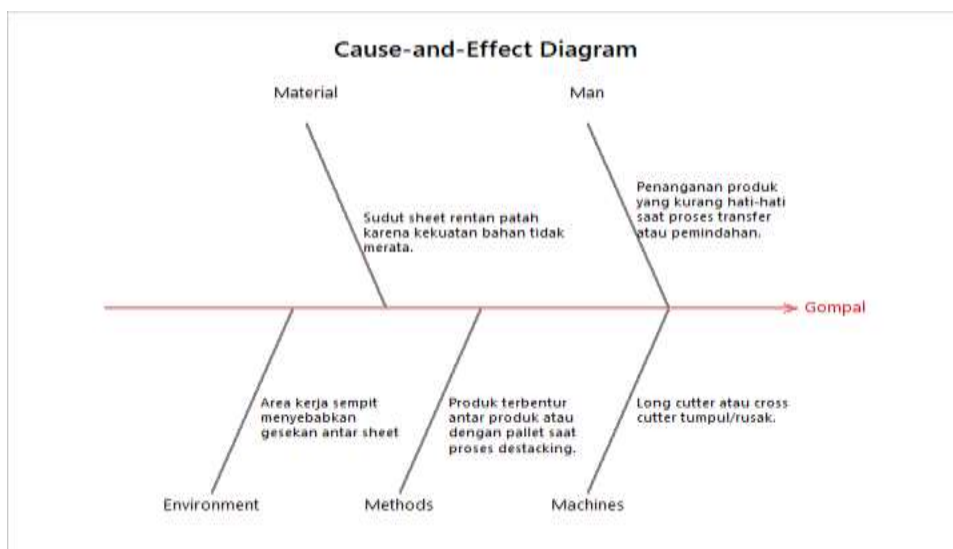 Cause-and-Effect Diagram
Material
Man
Penanganan produk
yang kurang hati-hati
saat proses transfer
atau pemindahan.
Sudut sheet rentan patah
karena kekuatan bahan tidak
merata.
Gompal
Area kerja sempit
menyebabkan
gesekan antar sheet
Produk terbentur
antar produk atau
dengan pallet saat
proses destacking.
Long cutter atau cross
cutter tumpul/rusak.
Environment
Methods
Machines